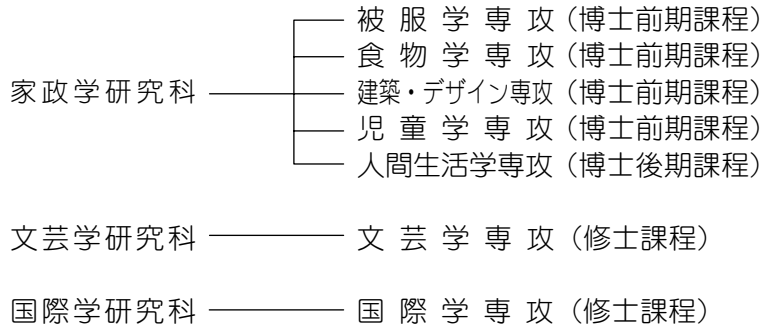 被服学専攻(博士前期課程)
食物学専攻(博士前期課程)
家政学研究科 建築・デザイン専攻(博士前期課程)
児童学専攻(博士前期課程)
人間生活学専攻(博士後期課程)
文芸学研究科 文芸学専攻(修士課程)
国際学研究科 国際学専攻(修士課程)